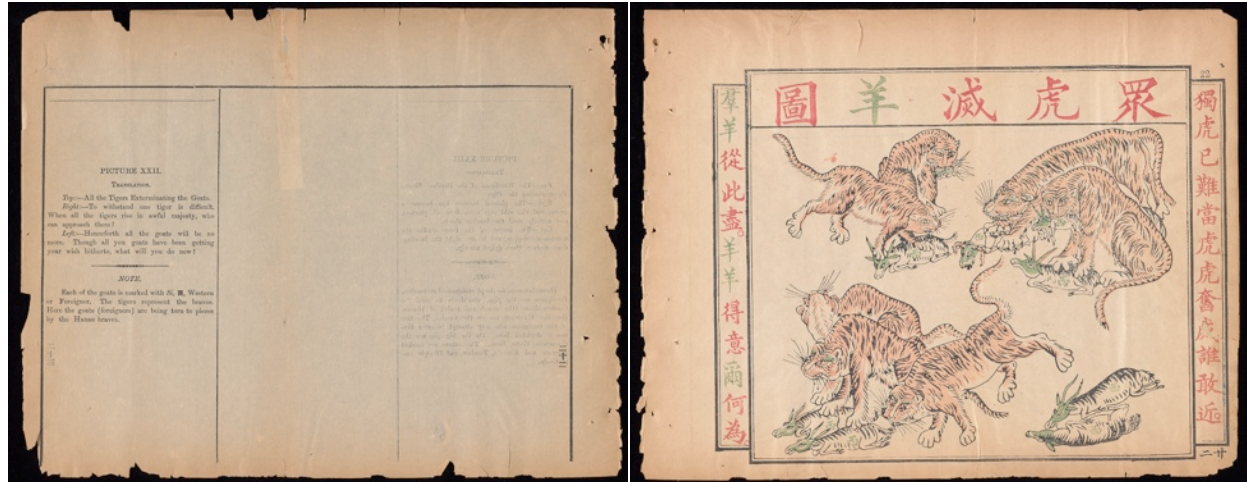 PICTURE XXII.
TRANSLATION.
Top:—All the Tigers Exterminating the Goats.
Right:—To withstand one tiger is difficult.
When all the tigers rise in awful majesty, who
can approach them!
Left:—Henceforth all the goats will be no
more. Though all you goats have been getting
your wish hitherto, what will you do now!
NOTE.
Each of the goats is marked with Si, 西, Western
or Foreigner. The tigers represent the braves.
Here the goats (foreigners) are being torn to pieces
by the Hunan braves.
二十二
22
眾虎滅羊圖
獨虎已難當虎虎奮虎誰敢近
羣羊從此盡羊羊得意爾何為
廿二